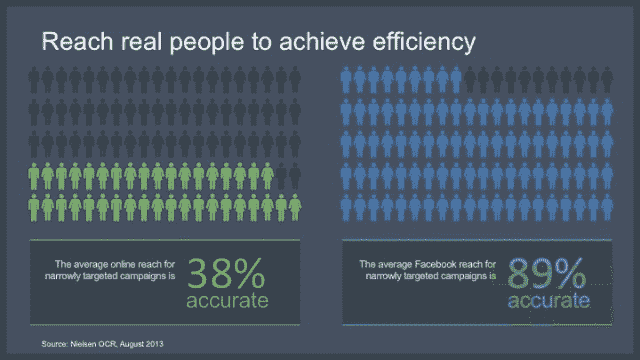 Reach real people to achieve efficiency
The average online reach for
narrowly targeted campaigns is
38%
accurate
The average Facebook reach for
narrowly targeted campaigns is
89%
accurate
Source: Nielsen OCR, August 2013